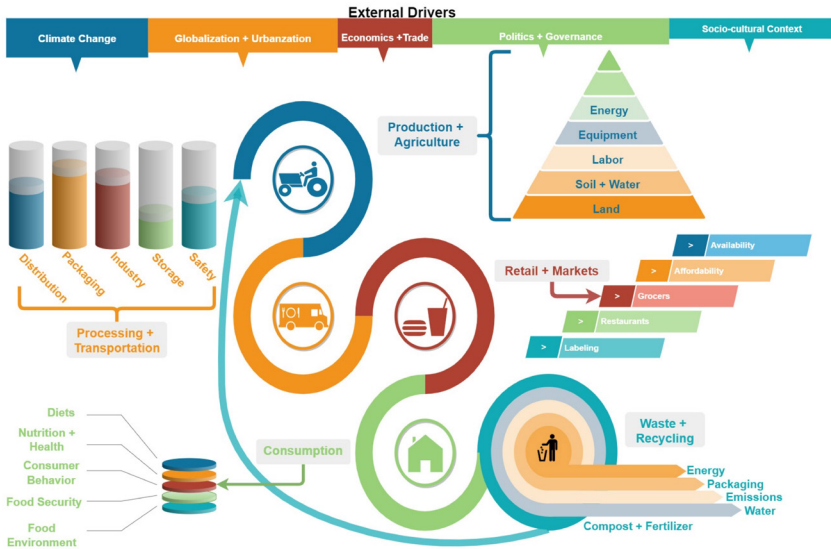 External Drivers
Climate Change
Globalization + Urbanzation
Economics +Trade
Politics + Governance
Socio-cultural Context
Production +
Agriculture
Energy
Equipment
Labor
Soil + Water
Land
Distribution
Packaging
Industry
Storage
Safety
Processing +
Transportation
Retail + Markets
> Availability
> Affordability
> Grocers
> Restaurants
> Labeling
Diets
Nutrition +
Health
Consumer
Behavior
Food Security
Food
Environment
Consumption
Waste +
Recycling
Energy
Packaging
Emissions
Water
Compost + Fertilizer